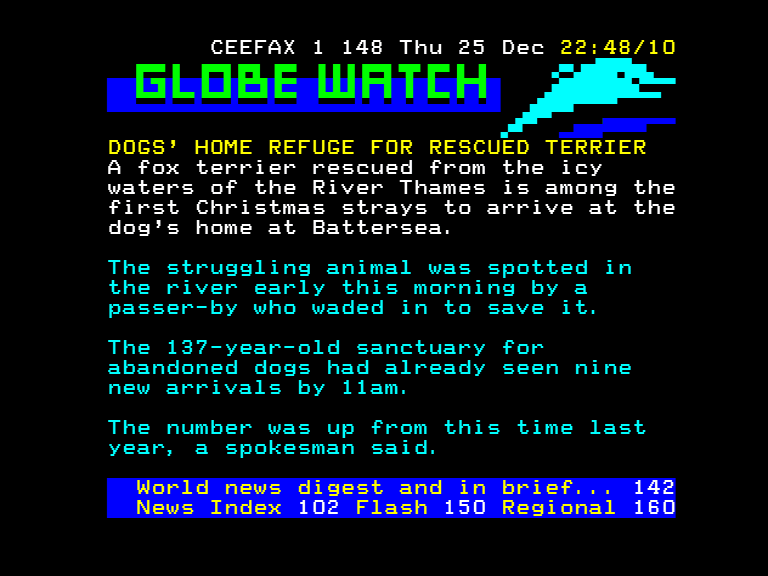 CEEFAX 1 148 Thu 25 Dec 22:48/10
GLOBE WATCH
DOGS' HOME REFUGE FOR RESCUED TERRIER
A fox terrier rescued from the icy
waters of the River Thames is among the
first Christmas strays to arrive at the
dog's home at Battersea.
The struggling animal was spotted in
the river early this morning by a
passer-by who waded in to save it.
The 137-year-old sanctuary for
abandoned dogs had already seen nine
new arrivals by 11am.
The number was up from this time last
year, a spokesman said.
World news digest and in brief... 142
News Index 102 Flash 150 Regional 160